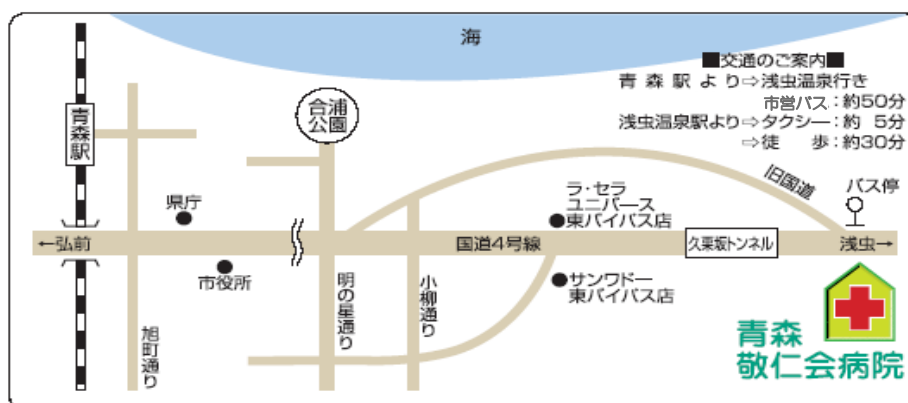 海
■交通のご案内■
青森駅より⇨浅虫温泉行き
市営バス：約50分
浅虫温泉駅より⇨タクシー：約 5分
⇨徒 歩：約30分
青森駅
合浦
公園
旧国道
バス停
県庁
ラ・セラ
ユニバース
東バイパス店
←弘前
国道4号線
久栗坂トンネル
浅虫→
市役所
サンワドー
東バイパス店
旭町通り
明の星通り
小柳通り
青森
敬仁会病院